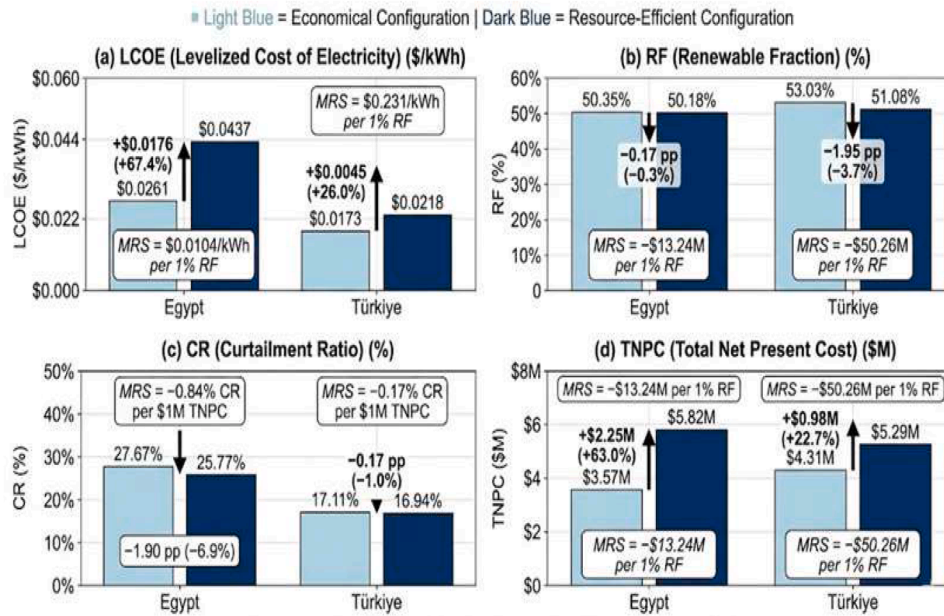 ■ Light Blue = Economical Configuration | Dark Blue = Resource-Efficient Configuration
(a) LCOE (Levelized Cost of Electricity) ($/kWh)
LCOE ($/kWh)
$0.060
$0.044
$0.022
$0.000
MRS = $0.231/kWh
per 1% RF
$0.0437
+$0.0176
(+67.4%)
$0.0261
+$0.0045
(+26.0%)
$0.0173
$0.0218
MRS = $0.0104/kWh
per 1% RF
Egypt
Türkiye
(b) RF (Renewable Fraction) (%)
RF (%)
60%
50%
40%
30%
20%
10%
0
50.35%
50.18%
53.03%
51.08%
−0.17 pp
(−0.3%)
−1.95 pp
(−3.7%)
MRS = −$13.24M
per 1% RF
MRS = −$50.26M
per 1% RF
Egypt
Türkiye
(c) CR (Curtailment Ratio) (%)
CR (%)
50%
40%
30%
20%
10%
0%
MRS = −0.84% CR
per $1M TNPC
MRS = −0.17% CR
per $1M TNPC
27.67%
25.77%
−0.17 pp
(−1.0%)
17.11%
16.94%
−1.90 pp (−6.9%)
Egypt
Türkiye
(d) TNPC (Total Net Present Cost) ($M)
TNPC ($M)
$8M
$6
$4
$2
$0
MRS = −$13.24M per 1% RF
MRS = −$50.26M per 1% RF
$5.82M
+$2.25M
(+63.0%)
$3.57M
+$0.98M
(+22.7%)
$4.31M
$5.29M
MRS = −$13.24M
per 1% RF
MRS = −$50.26M
per 1% RF
Egypt
Türkiye